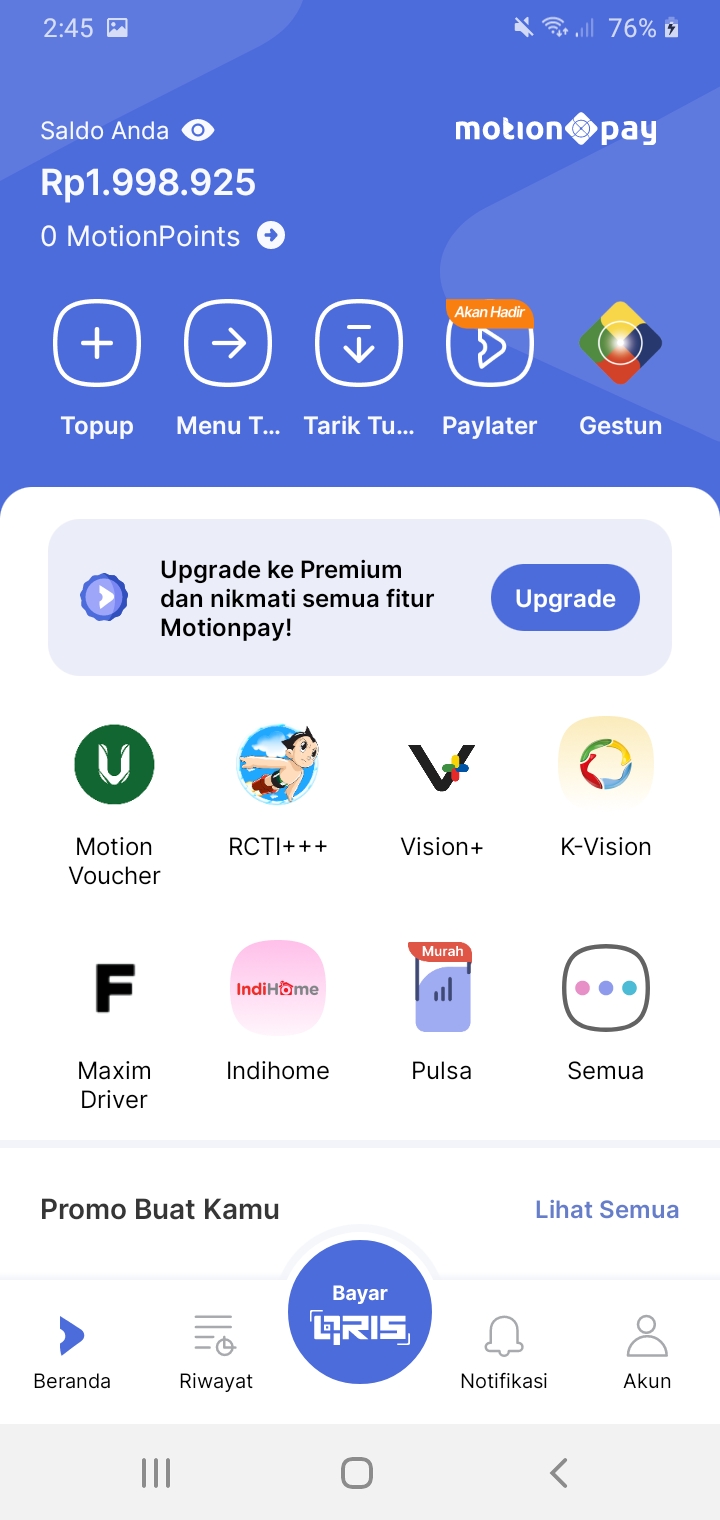 2:45
76%
Saldo Anda
motion pay
Rp1.998.925
0 MotionPoints
Akan Hadir
Topup
Menu T...
Tarik Tu...
Paylater
Gestun
Upgrade ke Premium
dan nikmati semua fitur
Motionpay!
Upgrade
Motion
Voucher
RCTI+++
Vision+
K-Vision
IndiHome
Murah
Maxim
Driver
Indihome
Pulsa
Semua
Promo Buat Kamu
Lihat Semua
Bayar
QRIS
Beranda
Riwayat
Notifikasi
Akun